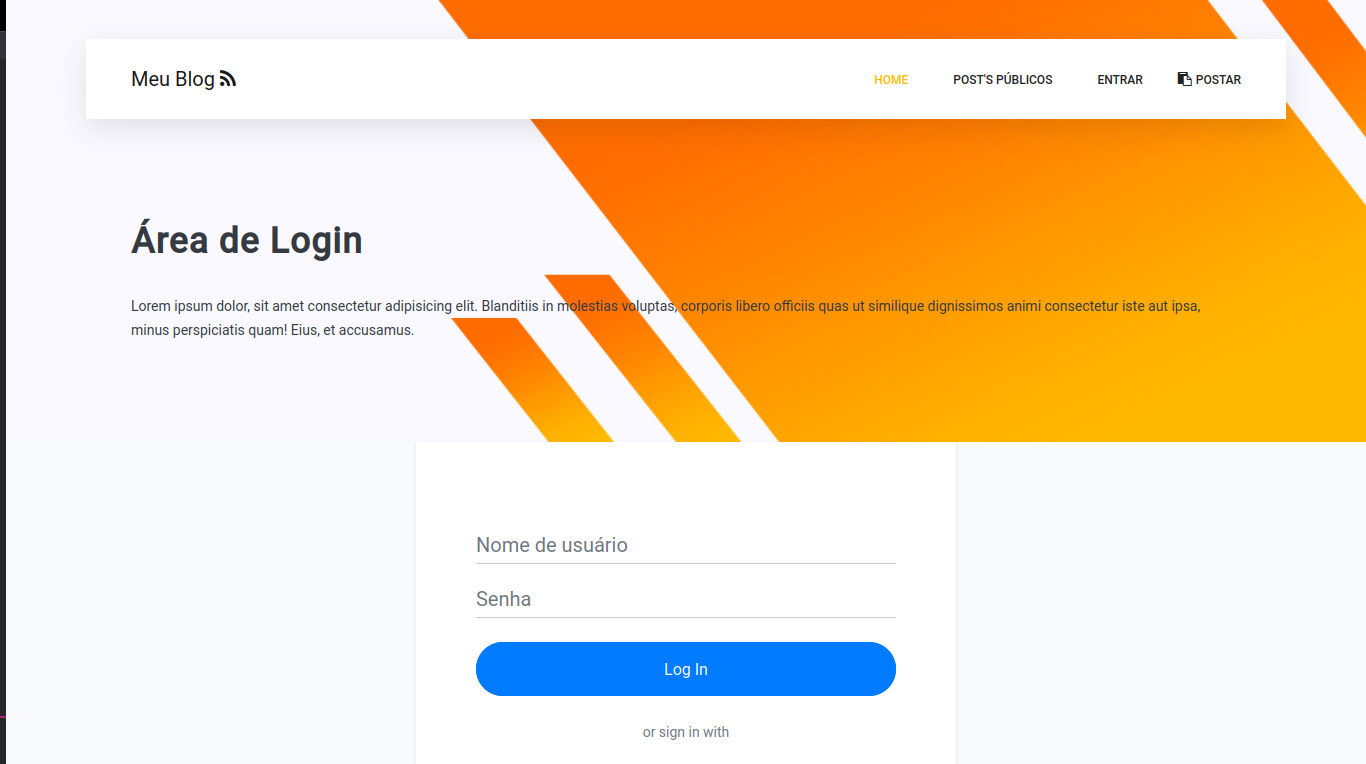 Meu Blog
HOME
POST'S PÚBLICOS
ENTRAR
POSTAR
Área de Login
Lorem ipsum dolor, sit amet consectetur adipisicing elit. Blanditiis in molestias voluptas, corporis libero officiis quas ut similique dignissimos animi consectetur iste aut ipsa,
minus perspiciatis quam! Eius, et accusamus.
Nome de usuário
Senha
Log In
or sign in with